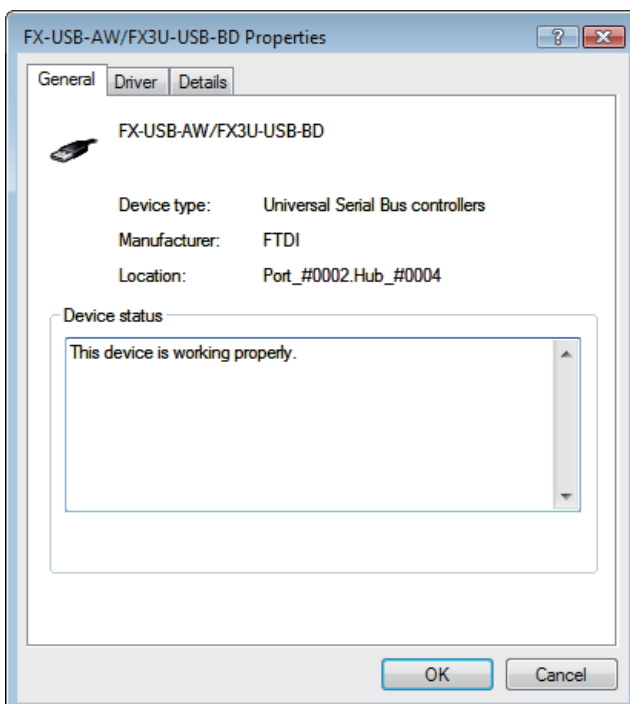 FX-USB-AW/FX3U-USB-BD Properties
General Driver Details
FX-USB-AW/FX3U-USB-BD
Device type: Universal Serial Bus controllers
Manufacturer: FTDI
Location: Port_#0002.Hub_#0004
Device status
This device is working properly.
OK Cancel